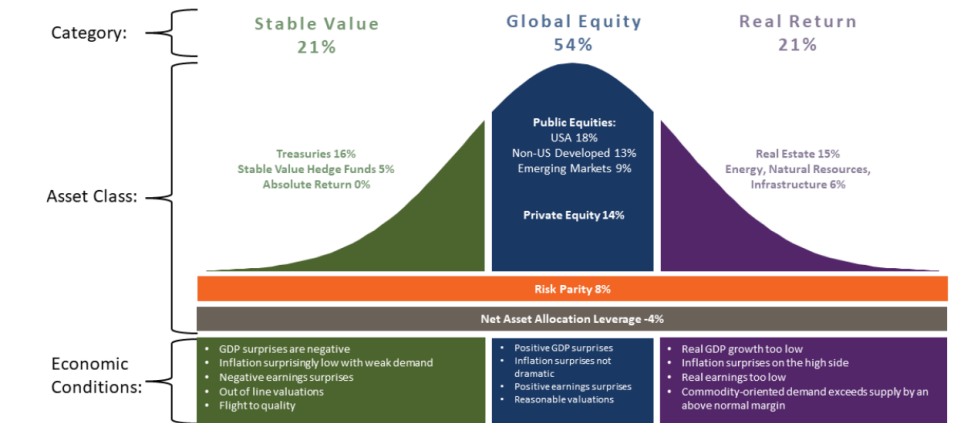 Category:
Stable Value
21%
Global Equity
54%
Real Return
21%
Asset Class:
Treasuries 16%
Stable Value Hedge Funds 5%
Absolute Return 0%
Public Equities:
USA 18%
Non-US Developed 13%
Emerging Markets 9%
Private Equity 14%
Real Estate 15%
Energy, Natural Resources,
Infrastructure 6%
Risk Parity 8%
Net Asset Allocation Leverage -4%
Economic
Conditions:
• GDP surprises are negative
• Inflation surprisingly low with weak demand
• Negative earnings surprises
• Out of line valuations
• Flight to quality
• Positive GDP surprises
• Inflation surprises not
dramatic
• Positive earnings surprises
• Reasonable valuations
• Real GDP growth too low
• Inflation surprises on the high side
• Real earnings too low
• Commodity-oriented demand exceeds supply by an
above normal margin